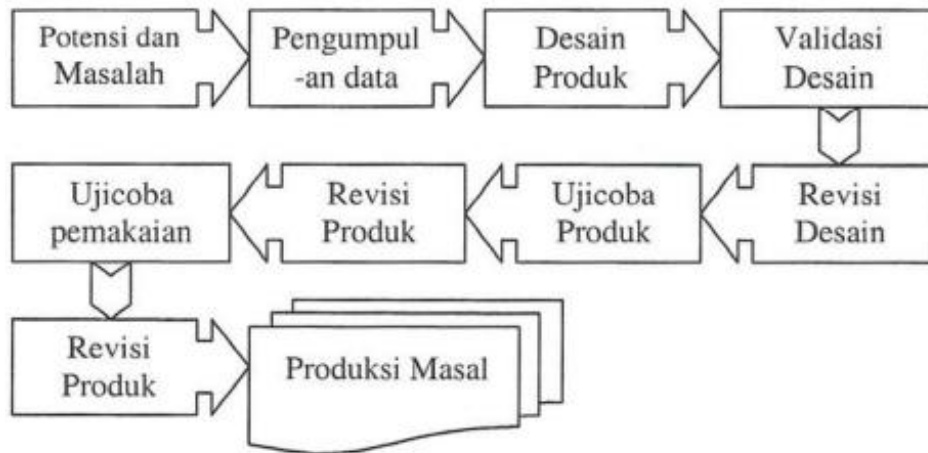 Potensi dan
Masalah
Pengumpul
-an data
Desain
Produk
Validasi
Desain
Revisi
Desain
Ujicoba
Produk
Revisi
Produk
Ujicoba
pemakaian
Revisi
Produk
Produksi Masal